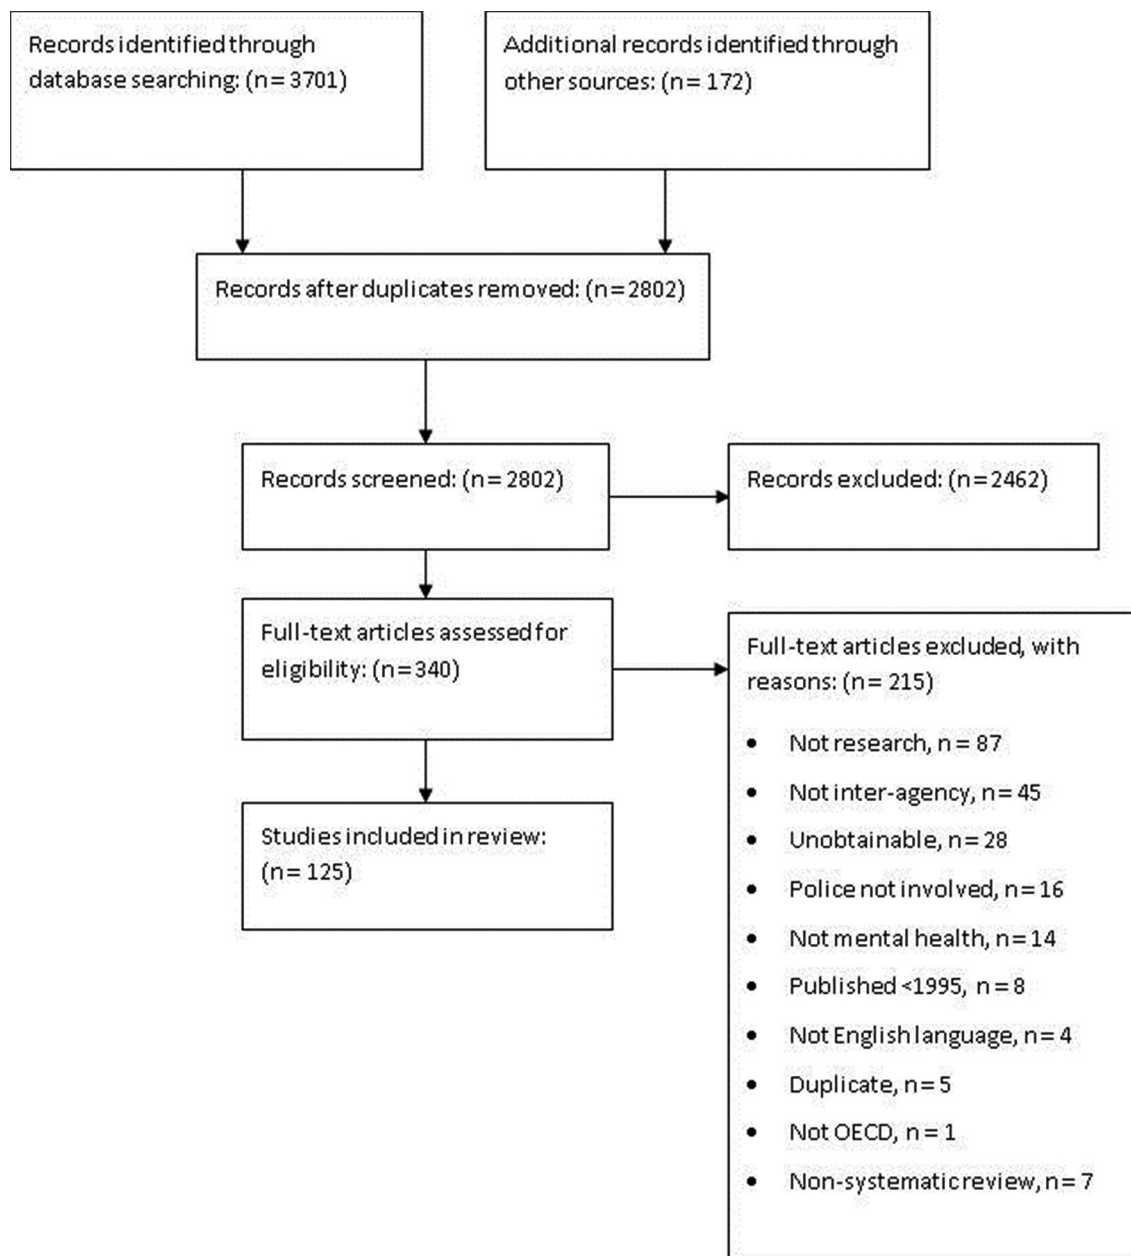 Records identified through
database searching: (n= 3701)
Additional records identified through
other sources: (n= 172)
Records after duplicates removed: (n=2802)
Records screened: (n= 2802)
Records excluded: (n=2462)
Full-text articles assessed for
eligibility: (n=340)
Full-text articles excluded, with
reasons: (n= 215)
• Not research, n= 87
• Not inter-agency, n= 45
• Unobtainable, n= 28
• Police not involved, n= 16
• Not mental health, n= 14
• Published <1995, n= 8
• Not English language, n= 4
• Duplicate, n= 5
• Not OECD, n= 1
• Non-systematic review, n= 7
Studies included in review:
(n= 125)